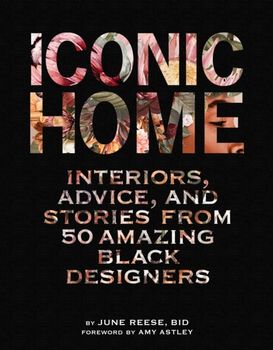 ICONIC
HOME
INTERIORS,
ADVICE, AND
STORIES FROM
50 AMAZING
BLACK
DESIGNERS
BY JUNE REESE, BID
FOREWORD BY AMY ASTLEY